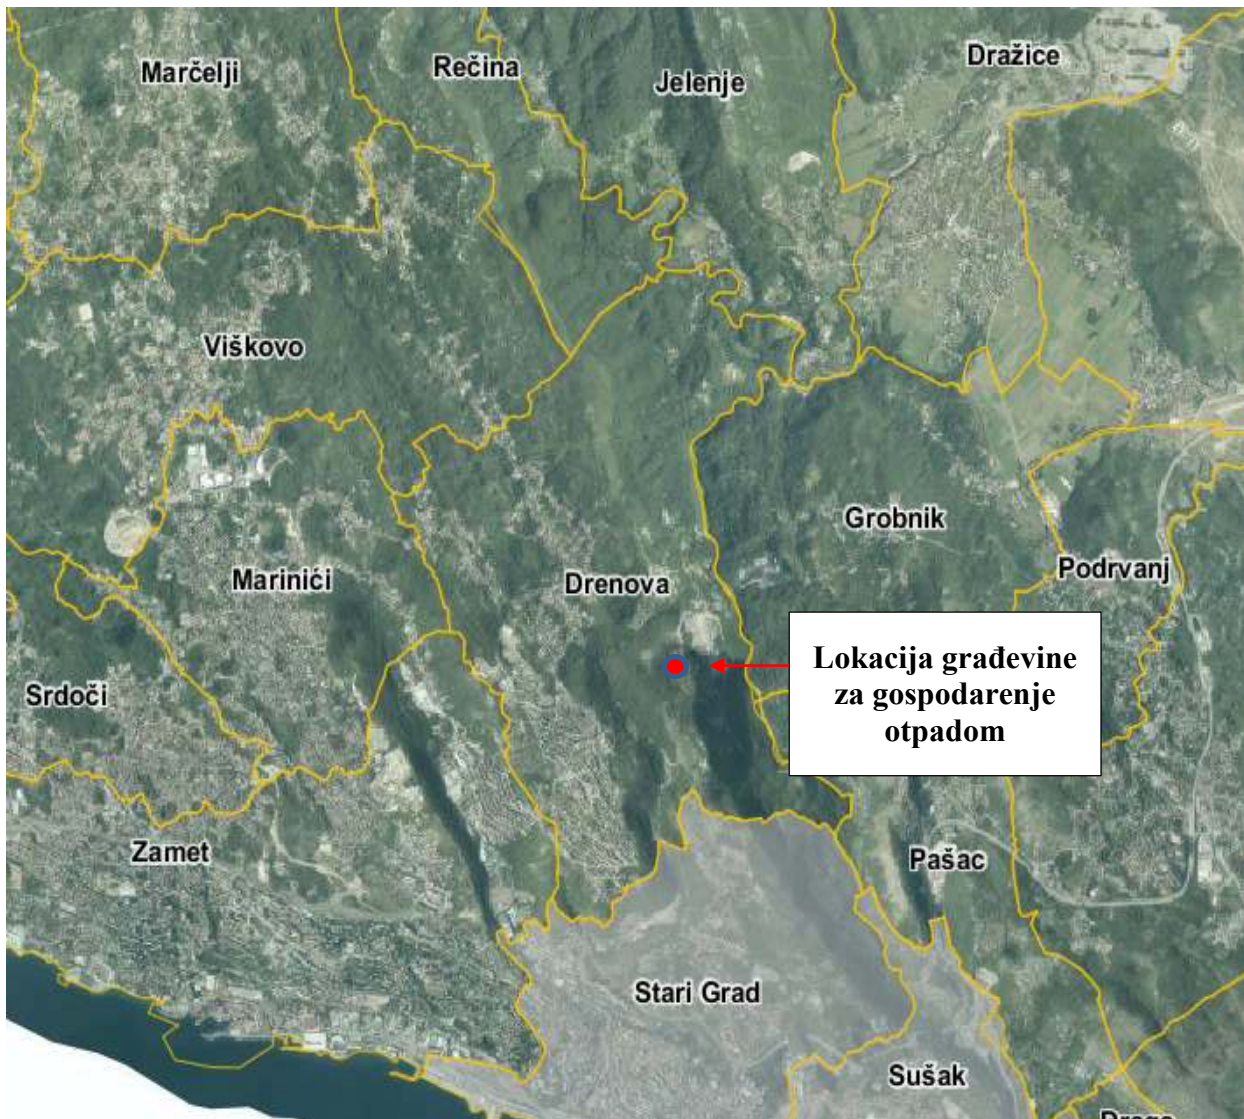 Marčelji
Rečina
Jelenje
Dražice
Viškovo
Grobnik
Marinići
Drenova
Podrvanj
Lokacija građevine
za gospodarenje
otpadom
Srdoči
Zamet
Pašac
Stari Grad
Sušak